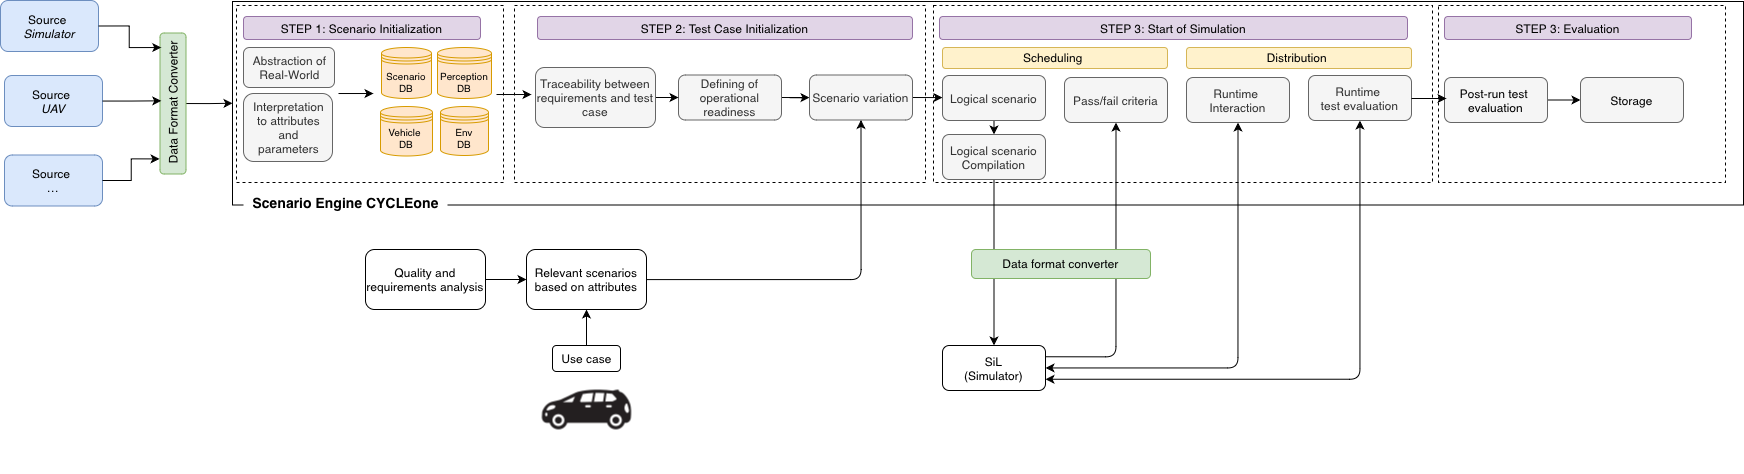 Source
Simulator
Source
UAV
Source
...
Data Format Converter
STEP 1: Scenario Initialization
Abstraction of
Real-World
Interpretation
to attributes
and
parameters
Scenario
DB
Perception
DB
Vehicle
DB
Env
DB
STEP 2: Test Case Initialization
Traceability between
requirements and test
case
Defining of
operational
readiness
Scenario variation
STEP 3: Start of Simulation
Scheduling
Distribution
Logical scenario
Pass/fail criteria
Runtime
Interaction
Runtime
test evaluation
Logical scenario
Compilation
STEP 3: Evaluation
Post-run test
evaluation
Storage
Scenario Engine CYCLEone
Quality and
requirements analysis
Relevant scenarios
based on attributes
Use case
Data format converter
SiL
(Simulator)